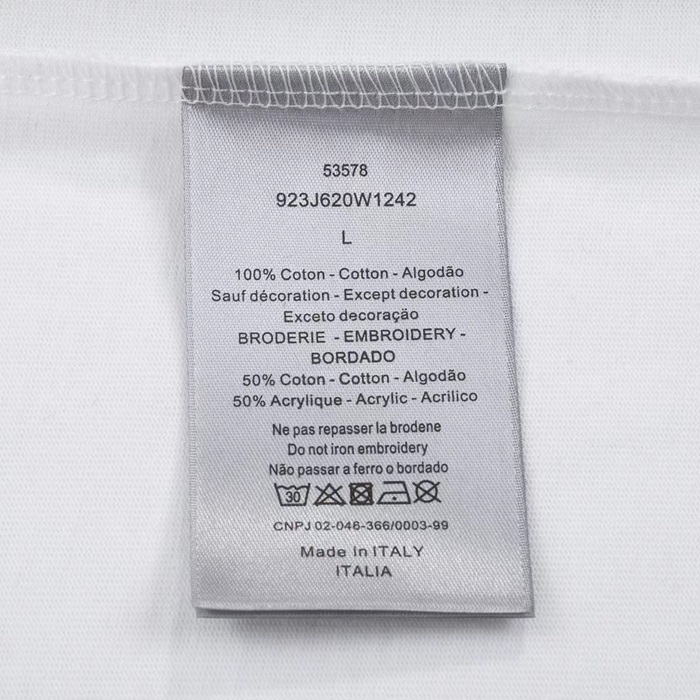 53578
923J620W1242
L
100% Coton - Cotton - Algodão
Sauf décoration - Except decoration -
Exceto decoração
BRODERIE - EMBROIDERY -
BORDADO
50% Coton - Cotton - Algodão
50% Acrylique - Acrylic - Acrilico
Ne pas repasser la brodene
Do not iron embroidery
Não passar a ferro o bordado
30
CNPJ 02-046-366/0003-99
Made In ITALY
ITALIA